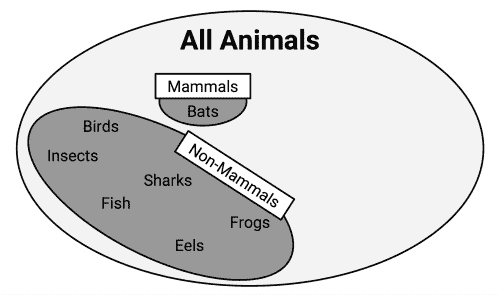 All Animals
Mammals
Bats
Birds
Non-Mammals
Insects
Sharks
Fish
Frogs
Eels